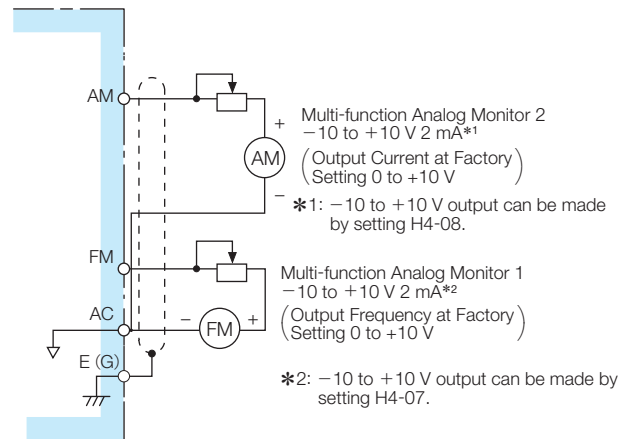 AM
Multi-function Analog Monitor 2
−10 to +10 V 2 mA*1
(Output Current at Factory
Setting 0 to +10 V)
+
AM
−
*1: −10 to +10 V output can be made
by setting H4-08.
FM
Multi-function Analog Monitor 1
−10 to +10 V 2 mA*2
(Output Frequency at Factory
Setting 0 to +10 V)
AC
− FM +
E (G)
*2: −10 to +10 V output can be made by
setting H4-07.